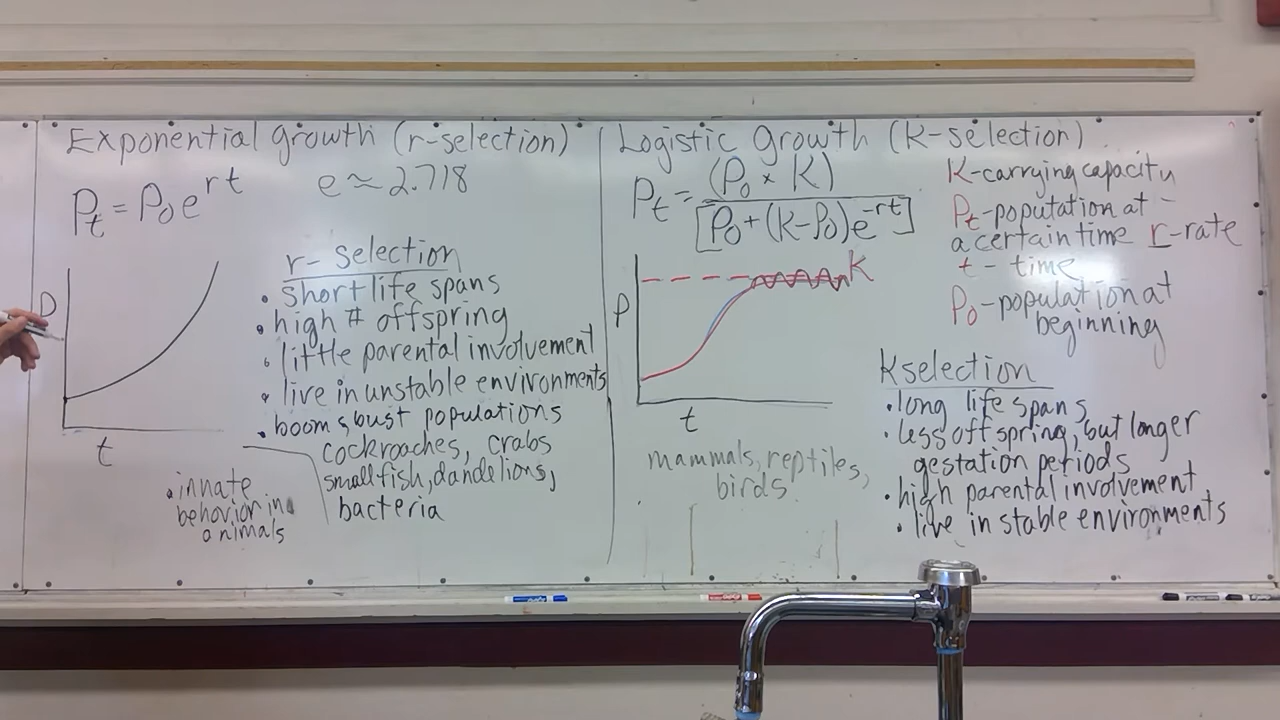 Exponential growth (r-selection)
e ≈ 2.718
Pt = P0 e^rt
r- selection
• short life spans
• high # offspring
• little parental involvement
• live in unstable environments
• boom & bust populations
cockroaches, crabs
small fish, dandelions,
bacteria
P
t
• innate
behavior in
animals
Logistic growth (K-selection)
Pt = (P0 × K)
[P0 + (K-P0)e^-rt]
K-carrying capacity
Pt-poputation at
a certain time r-rate
t - time
P0-population at
beginning
K
P
t
mammals, reptiles,
birds
K selection
• long life spans
• less offspring, but longer
gestation periods
• high parental involvement
• live in stable environments